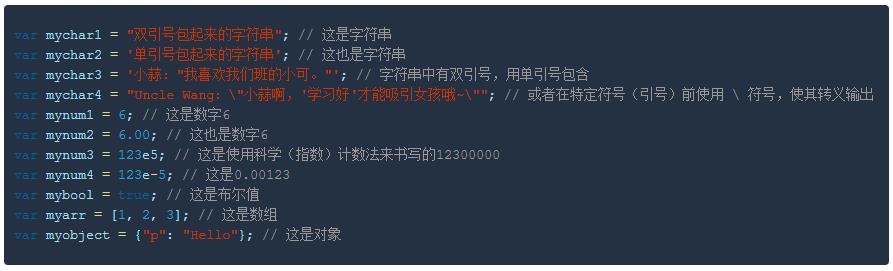 var mychar1 = "双引号包起来的字符串"; // 这是字符串
var mychar2 = '单引号包起来的字符串'; // 这也是字符串
var mychar3 = '小蒜："我喜欢我们班的小可。"'; // 字符串中有双引号，用单引号包含
var mychar4 = "Uncle Wang：\"小蒜啊，'学习好'才能吸引女孩哦~\""; // 或者在特定符号（引号）前使用 \ 符号，使其转义输出
var mynum1 = 6; // 这是数字6
var mynum2 = 6.00; // 这也是数字6
var mynum3 = 123e5; // 这是使用科学（指数）计数法来书写的12300000
var mynum4 = 123e-5; // 这是0.00123
var mybool = true; // 这是布尔值
var myarr = [1, 2, 3]; // 这是数组
var myobject = {"p": "Hello"}; // 这是对象